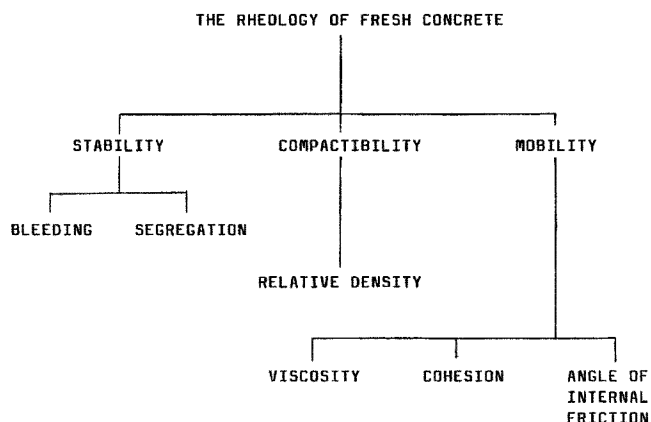 THE RHEOLOGY OF FRESH CONCRETE
STABILITY COMPACTIBILITY MOBILITY
BLEEDING SEGREGATION
RELATIVE DENSITY
VISCOSITY COHESION ANGLE OF
INTERNAL
FRICTION